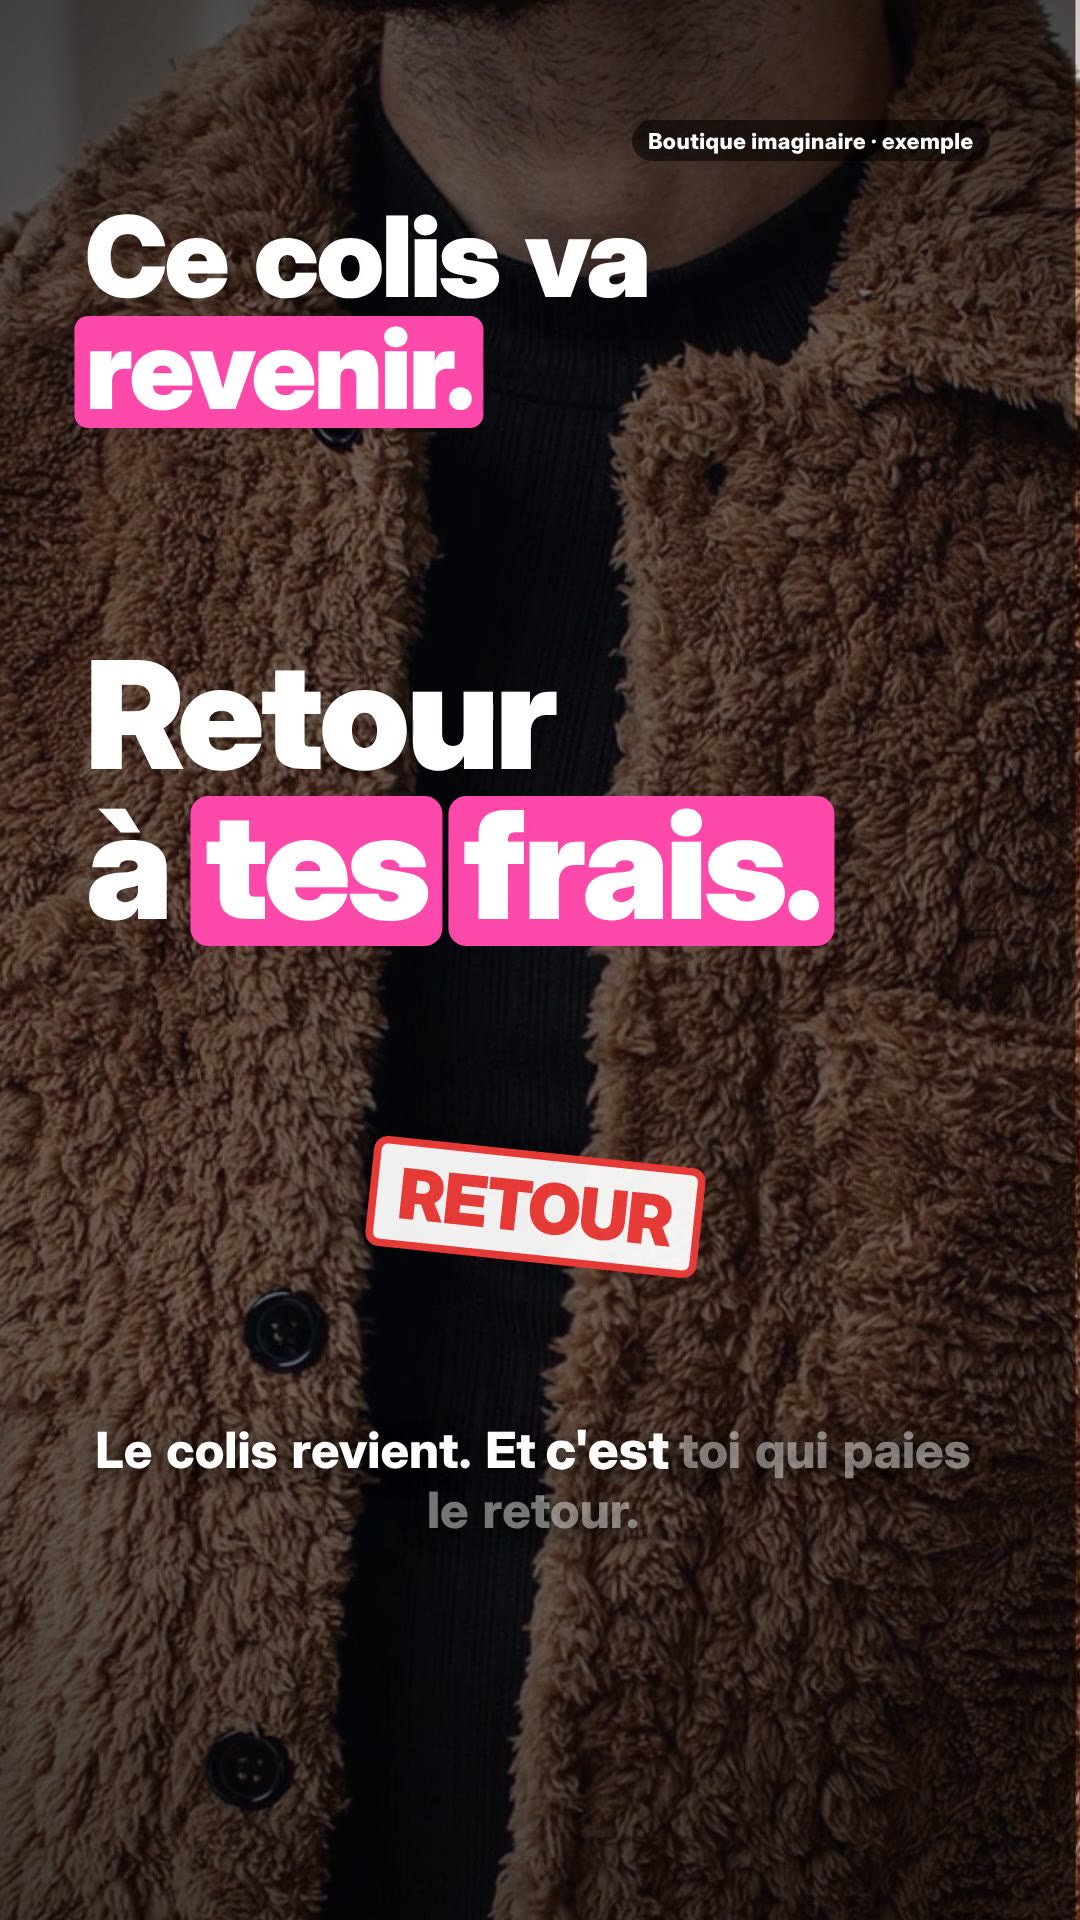 Boutique imaginaire · exemple
Ce colis va
revenir.
Retour
à tes frais.
RETOUR
Le colis revient. Et c'est toi qui paies
le retour.